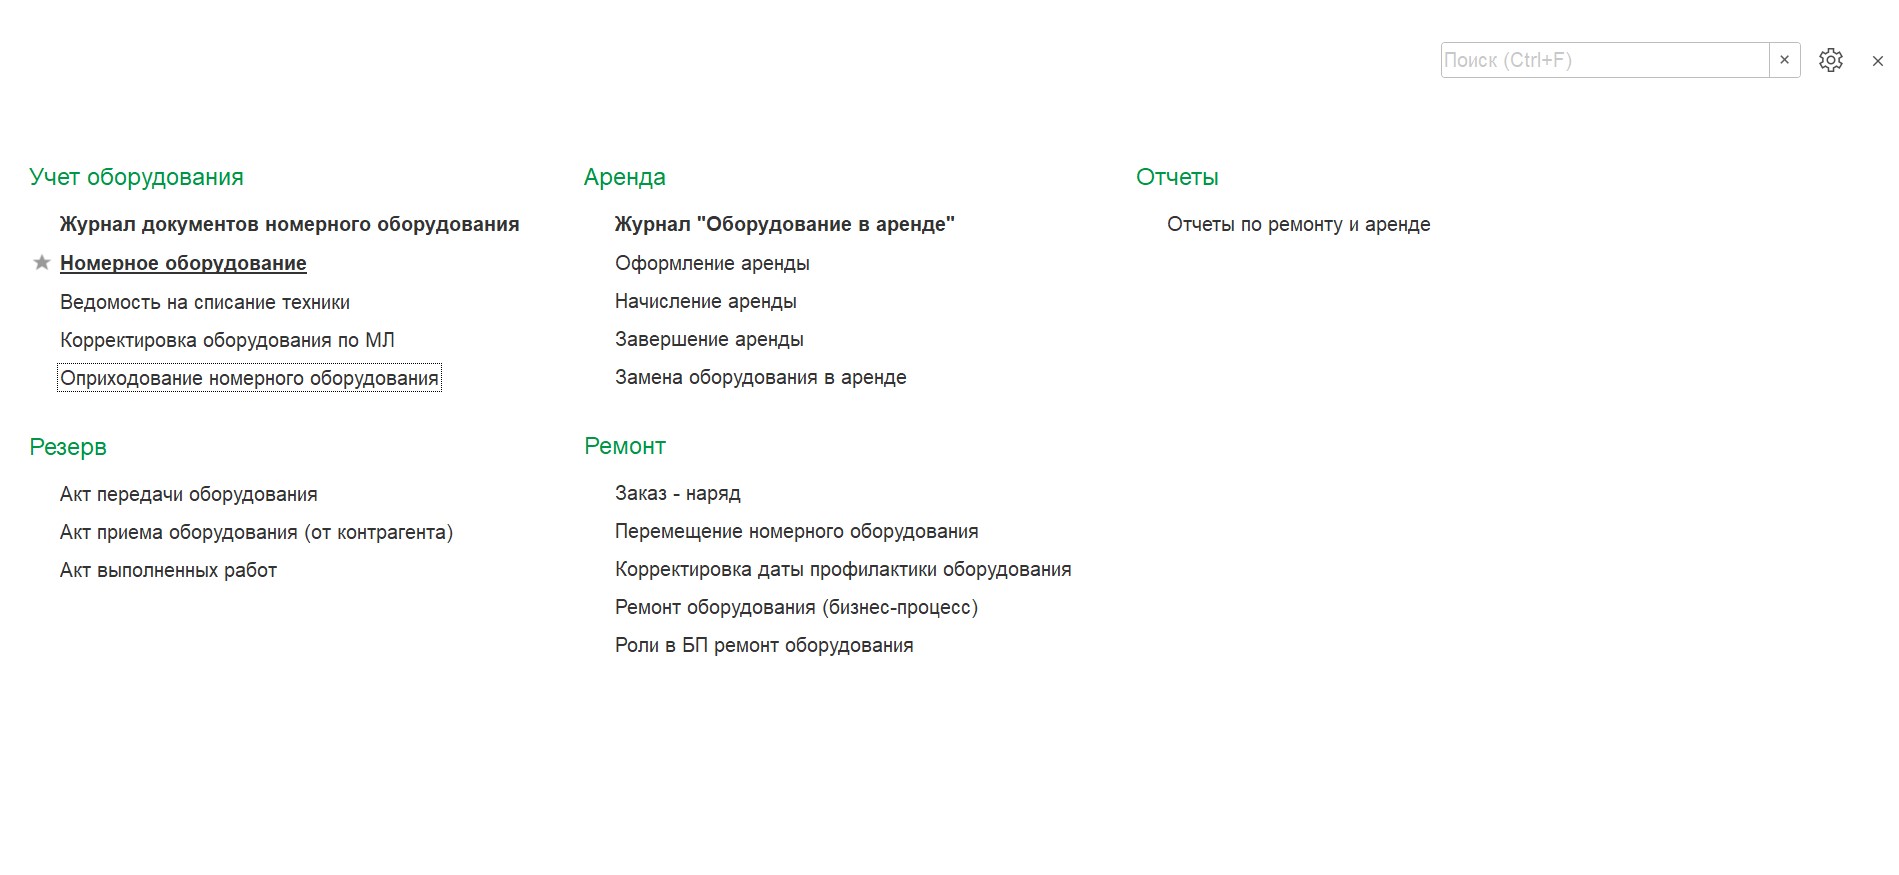 Поиск (Ctrl+F)
Учет оборудования
Журнал документов номерного оборудования
Номерное оборудование
Ведомость на списание техники
Корректировка оборудования по МЛ
Оприходование номерного оборудования
Резерв
Акт передачи оборудования
Акт приема оборудования (от контрагента)
Акт выполненных работ
Аренда
Журнал "Оборудование в аренде"
Оформление аренды
Начисление аренды
Завершение аренды
Замена оборудования в аренде
Ремонт
Заказ - наряд
Перемещение номерного оборудования
Корректировка даты профилактики оборудования
Ремонт оборудования (бизнес-процесс)
Роли в БП ремонт оборудования
Отчеты
Отчеты по ремонту и аренде